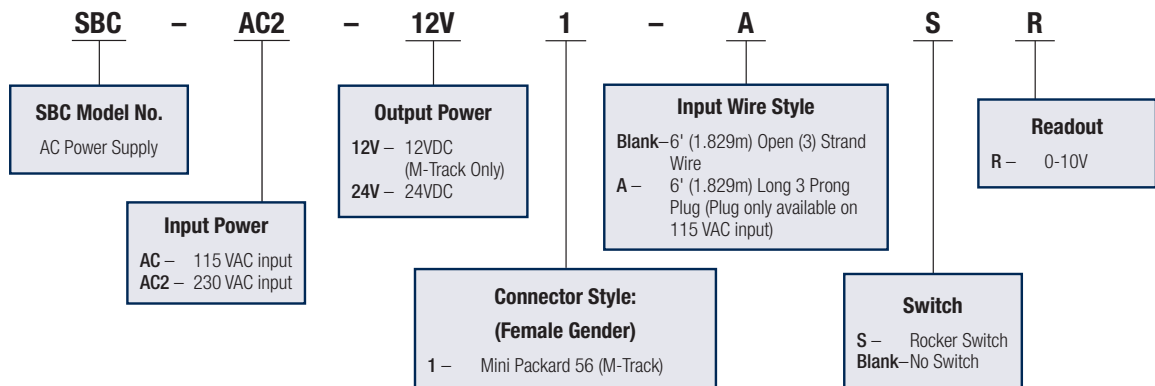 SBC – AC2 – 12V 1 – A S R
SBC Model No.
AC Power Supply
Input Power
AC – 115 VAC input
AC2 – 230 VAC input
Output Power
12V – 12VDC
(M-Track Only)
24V – 24VDC
Connector Style:
(Female Gender)
1 – Mini Packard 56 (M-Track)
Input Wire Style
Blank–6' (1.829m) Open (3) Strand
Wire
A – 6' (1.829m) Long 3 Prong
Plug (Plug only available on
115 VAC input)
Switch
S – Rocker Switch
Blank–No Switch
Readout
R – 0-10V